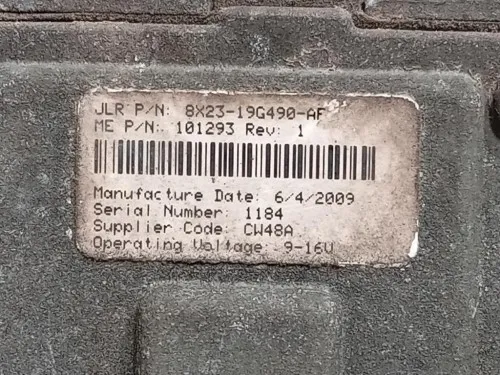 JLR P/N: 8X23-19G490-AF
ME P/N: 101293 Rev: 1
Manufacture Date: 6/4/2009
Serial Number: 1184
Supplier Code: CW48A
Operating Voltage: 9-16V